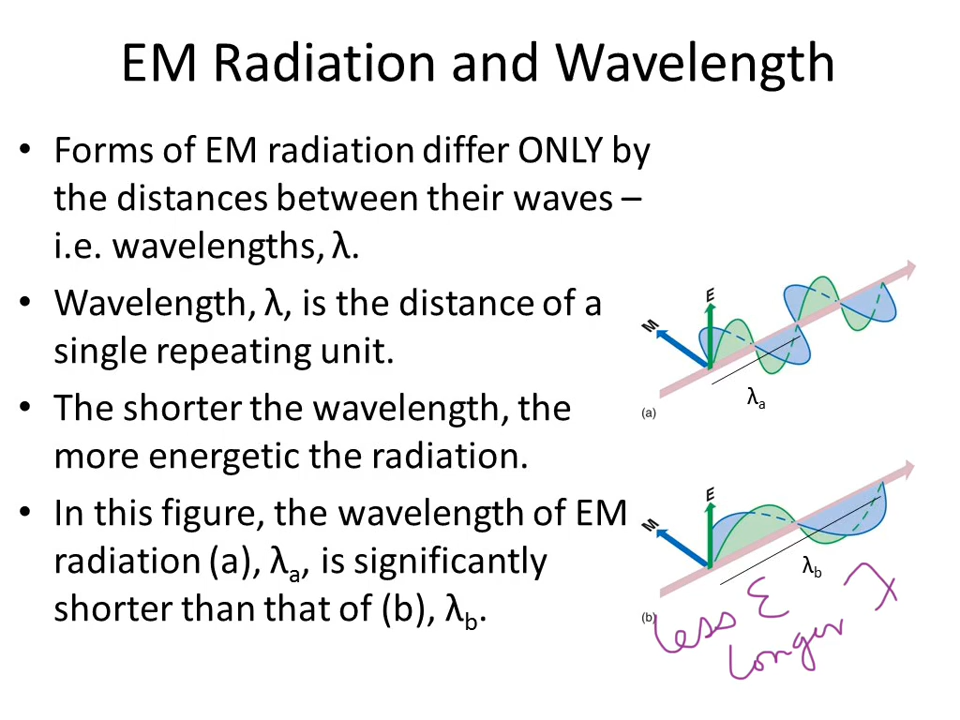 EM Radiation and Wavelength
• Forms of EM radiation differ ONLY by
the distances between their waves –
i.e. wavelengths, λ.
• Wavelength, λ, is the distance of a
single repeating unit.
• The shorter the wavelength, the
more energetic the radiation.
• In this figure, the wavelength of EM
radiation (a), λa, is significantly
shorter than that of (b), λb.
E
M
λa
(a)
E
M
λb
(b)
less E
longer λ